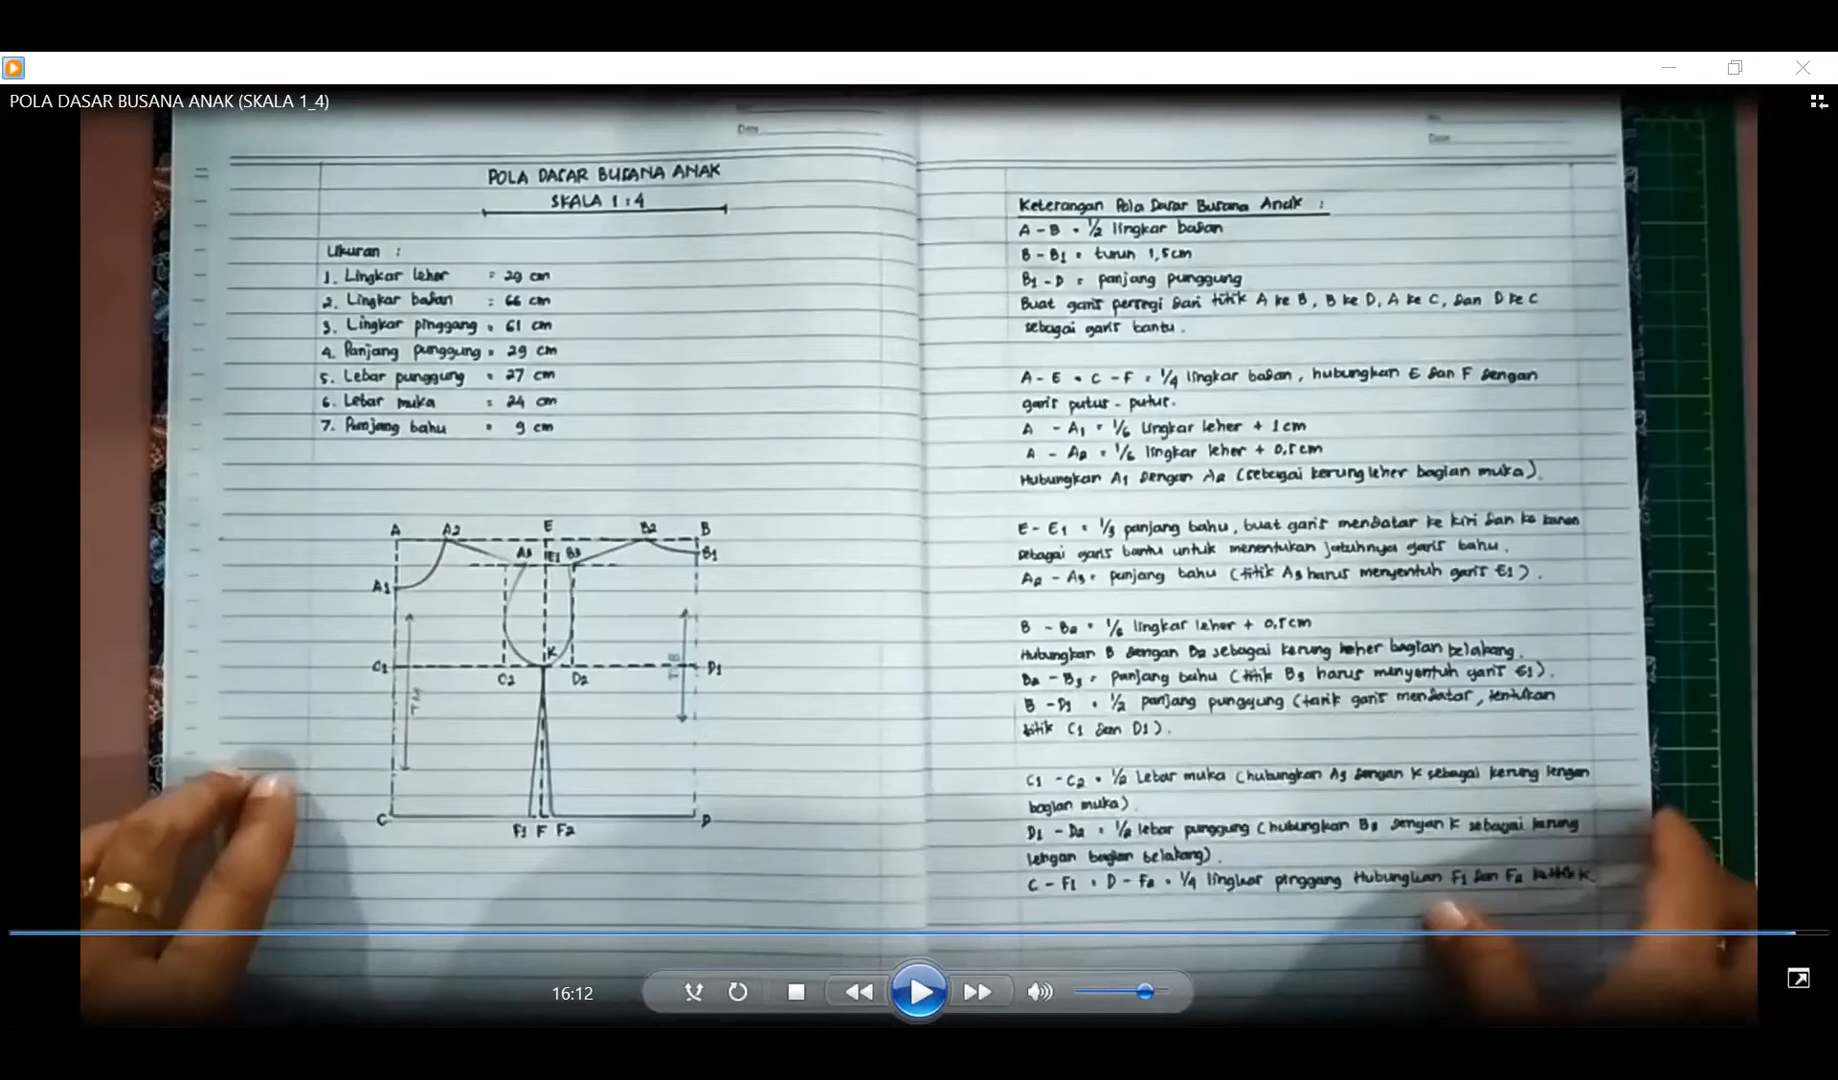 POLA DASAR BUSANA ANAK (SKALA 1_4)
Date
POLA DASAR BUSANA ANAK
SKALA 1 : 4
Ukuran :
1. Lingkar leher = 29 cm
2. Lingkar badan = 66 cm
3. Lingkar pinggang = 61 cm
4. Panjang punggung = 29 cm
5. Lebar punggung = 27 cm
6. Lebar muka = 24 cm
7. Panjang bahu = 9 cm
A A2 E B2 B
A3 E1 B3 B1
A1
K
C1 C2 D2 D1
TM
TB
C F1 F F2 D
No.
Date
Keterangan Pola Dasar Busana Anak :
A - B = 1/2 lingkar badan
B - B1 = turun 1,5 cm
B1 - D = panjang punggung
Buat garis persegi dari titik A ke B, B ke D, A ke C, dan D ke C
sebagai garis bantu.
A - E = C - F = 1/4 lingkar badan, hubungkan E dan F dengan
garis putus - putus.
A - A1 = 1/6 lingkar leher + 1 cm
A - A2 = 1/6 lingkar leher + 0,5 cm
Hubungkan A1 dengan A2 (sebagai kerung leher bagian muka).
E - E1 = 1/3 panjang bahu, buat garis mendatar ke kiri dan ke kanan
sebagai garis bantu untuk menentukan jatuhnya garis bahu.
A2 - A3 = panjang bahu (titik A3 harus menyentuh garis E1).
B - B2 = 1/6 lingkar leher + 0,5 cm
Hubungkan B dengan B2 sebagai kerung leher bagian belakang.
B2 - B3 = panjang bahu (titik B3 harus menyentuh garis E1).
B - D1 = 1/2 panjang punggung (tarik garis mendatar, tentukan
titik C1 dan D1).
C1 - C2 = 1/2 Lebar muka (hubungkan A3 dengan K sebagai kerung lengan
bagian muka).
D1 - D2 = 1/2 lebar punggung (hubungkan B3 dengan K sebagai kerung
lengan bagian belakang).
C - F1 = D - F2 = 1/4 lingkar pinggang Hubungkan F1 dan F2 ke titik K.
16:12